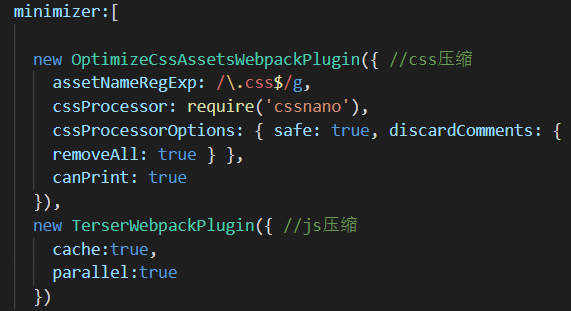 minimizer:[
new OptimizeCssAssetsWebpackPlugin({ //css压缩
assetNameRegExp: /\.css$/g,
cssProcessor: require('cssnano'),
cssProcessorOptions: { safe: true, discardComments: {
removeAll: true } },
canPrint: true
}),
new TerserWebpackPlugin({ //js压缩
cache:true,
parallel:true
})